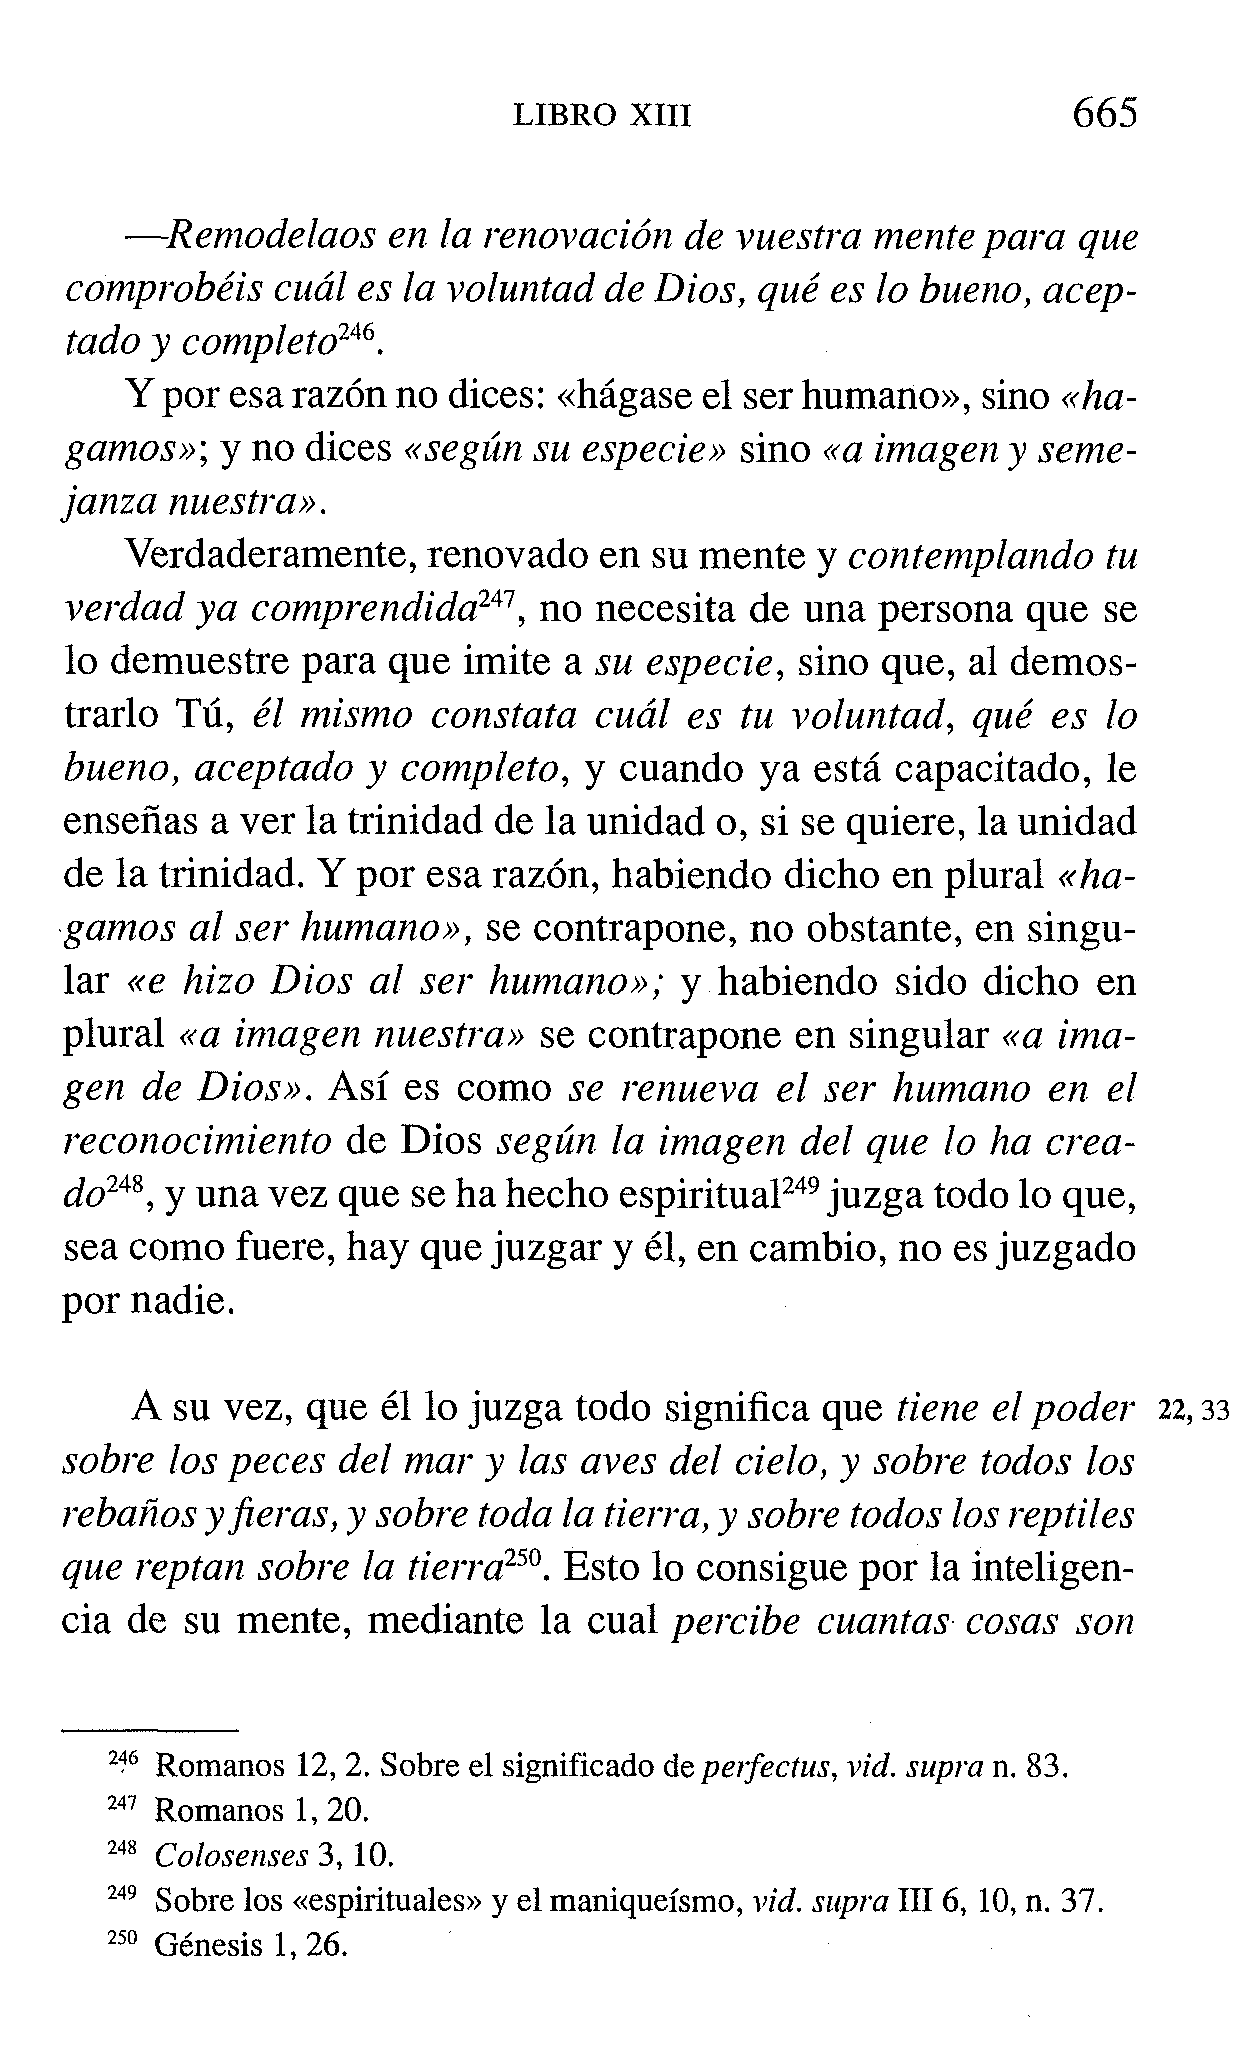 LIBRO XIII 665
—Remodelaos en la renovación de vuestra mente para que
comprobéis cuál es la voluntad de Dios, qué es lo bueno, acep-
tado y completo²⁴⁶.
Y por esa razón no dices: «hágase el ser humano», sino «ha-
gamos»; y no dices «según su especie» sino «a imagen y seme-
janza nuestra».
Verdaderamente, renovado en su mente y contemplando tu
verdad ya comprendida²⁴⁷, no necesita de una persona que se
lo demuestre para que imite a su especie, sino que, al demos-
trarlo Tú, él mismo constata cuál es tu voluntad, qué es lo
bueno, aceptado y completo, y cuando ya está capacitado, le
enseñas a ver la trinidad de la unidad o, si se quiere, la unidad
de la trinidad. Y por esa razón, habiendo dicho en plural «ha-
gamos al ser humano», se contrapone, no obstante, en singu-
lar «e hizo Dios al ser humano»; y habiendo sido dicho en
plural «a imagen nuestra» se contrapone en singular «a ima-
gen de Dios». Así es como se renueva el ser humano en el
reconocimiento de Dios según la imagen del que lo ha crea-
do²⁴⁸, y una vez que se ha hecho espiritual²⁴⁹ juzga todo lo que,
sea como fuere, hay que juzgar y él, en cambio, no es juzgado
por nadie.
A su vez, que él lo juzga todo significa que tiene el poder 22, 33
sobre los peces del mar y las aves del cielo, y sobre todos los
rebaños y fieras, y sobre toda la tierra, y sobre todos los reptiles
que reptan sobre la tierra²⁵⁰. Esto lo consigue por la inteligen-
cia de su mente, mediante la cual percibe cuantas cosas son
²⁴⁶ Romanos 12, 2. Sobre el significado de perfectus, vid. supra n. 83.
²⁴⁷ Romanos 1, 20.
²⁴⁸ Colosenses 3, 10.
²⁴⁹ Sobre los «espirituales» y el maniqueísmo, vid. supra III 6, 10, n. 37.
²⁵⁰ Génesis 1, 26.